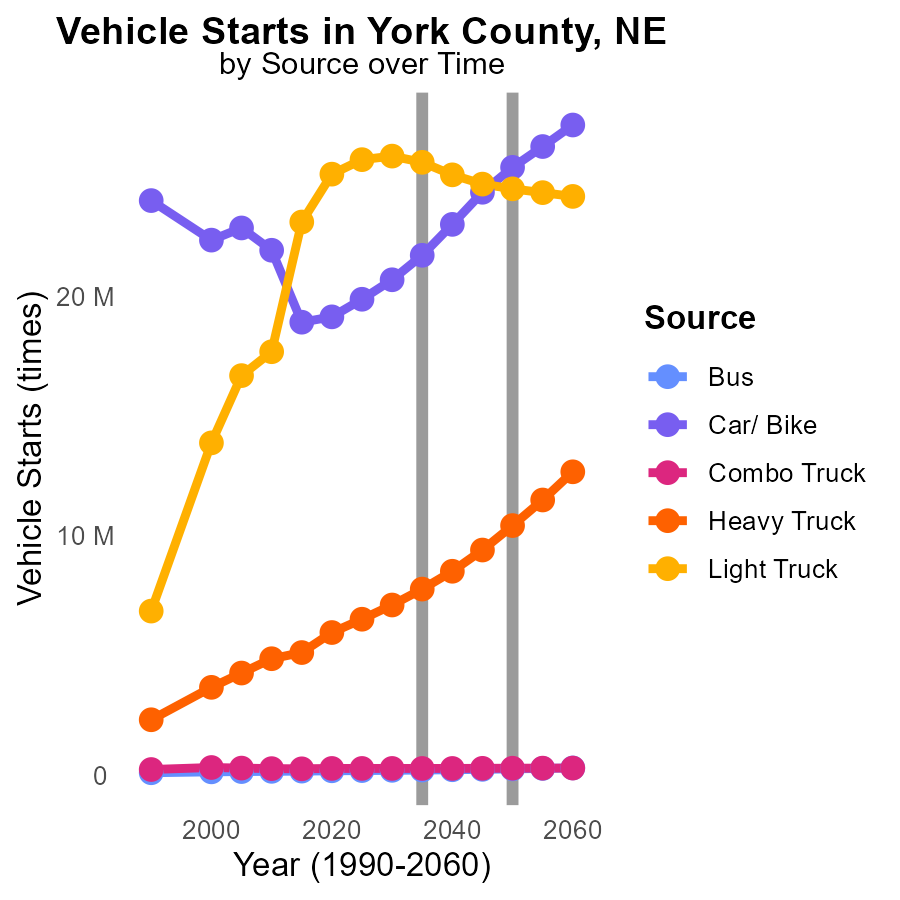 Vehicle Starts in York County, NE
by Source over Time
Vehicle Starts (times)
20 M
10 M
0
2000
2020
2040
2060
Year (1990-2060)
Source
Bus
Car/ Bike
Combo Truck
Heavy Truck
Light Truck